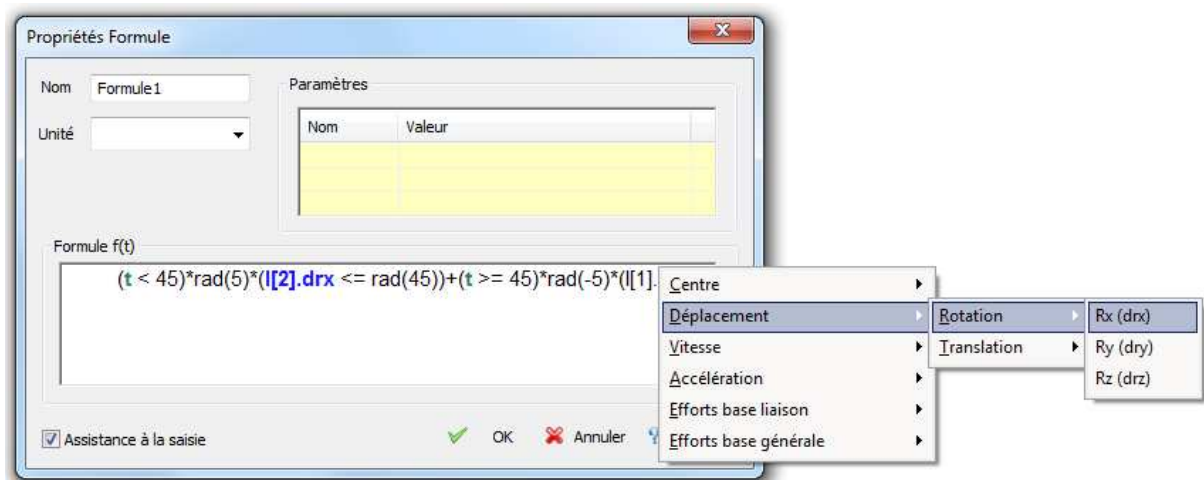 Propriétés Formule
Nom Formule1
Unité
Paramètres
Nom Valeur
Formule f(t)
(t < 45)*rad(5)*(l[2].drx <= rad(45))+(t >= 45)*rad(-5)*(l[1].
Centre
Déplacement
Vitesse
Accélération
Efforts base liaison
Efforts base générale
Rotation
Translation
Rx (drx)
Ry (dry)
Rz (drz)
Assistance à la saisie
OK
Annuler
?